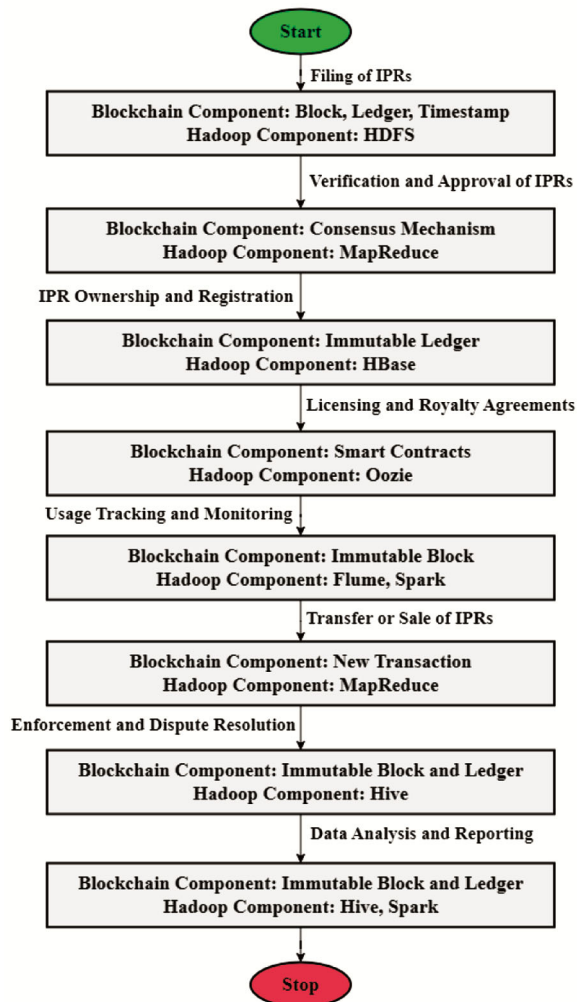 Start
Filing of IPRs
Blockchain Component: Block, Ledger, Timestamp
Hadoop Component: HDFS
Verification and Approval of IPRs
Blockchain Component: Consensus Mechanism
Hadoop Component: MapReduce
IPR Ownership and Registration
Blockchain Component: Immutable Ledger
Hadoop Component: HBase
Licensing and Royalty Agreements
Blockchain Component: Smart Contracts
Hadoop Component: Oozie
Usage Tracking and Monitoring
Blockchain Component: Immutable Block
Hadoop Component: Flume, Spark
Transfer or Sale of IPRs
Blockchain Component: New Transaction
Hadoop Component: MapReduce
Enforcement and Dispute Resolution
Blockchain Component: Immutable Block and Ledger
Hadoop Component: Hive
Data Analysis and Reporting
Blockchain Component: Immutable Block and Ledger
Hadoop Component: Hive, Spark
Stop